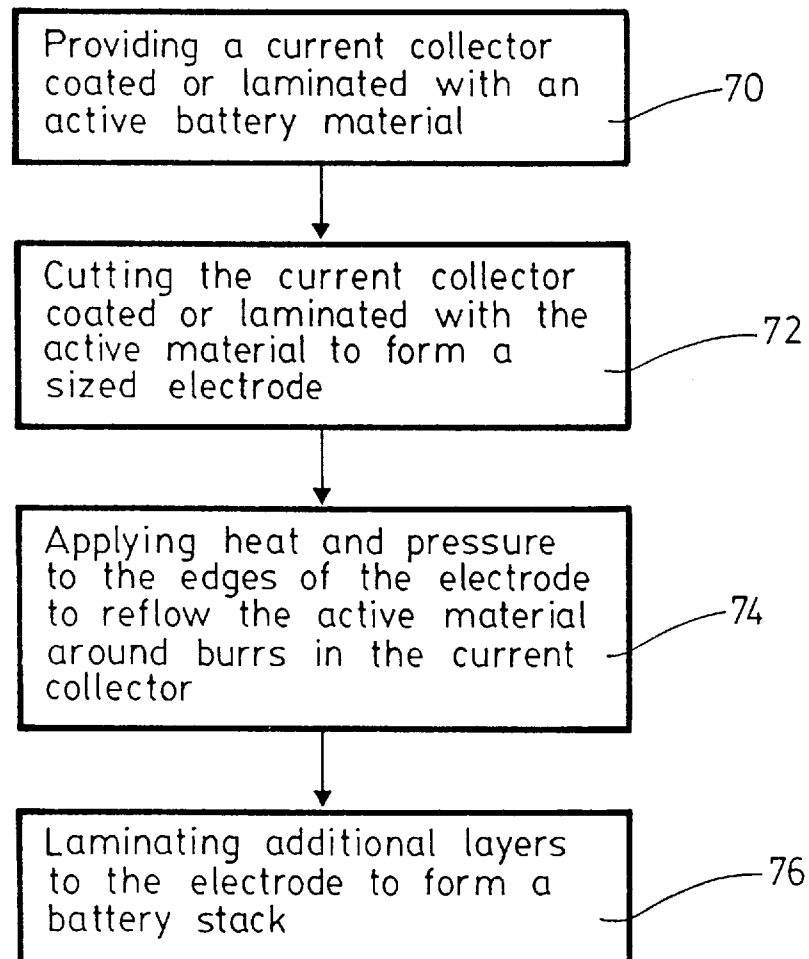 Providing a current collector
coated or laminated with an
active battery material
70
Cutting the current collector
coated or laminated with the
active material to form a
sized electrode
72
Applying heat and pressure
to the edges of the electrode
to reflow the active material
around burrs in the current
collector
74
Laminating additional layers
to the electrode to form a
battery stack
76